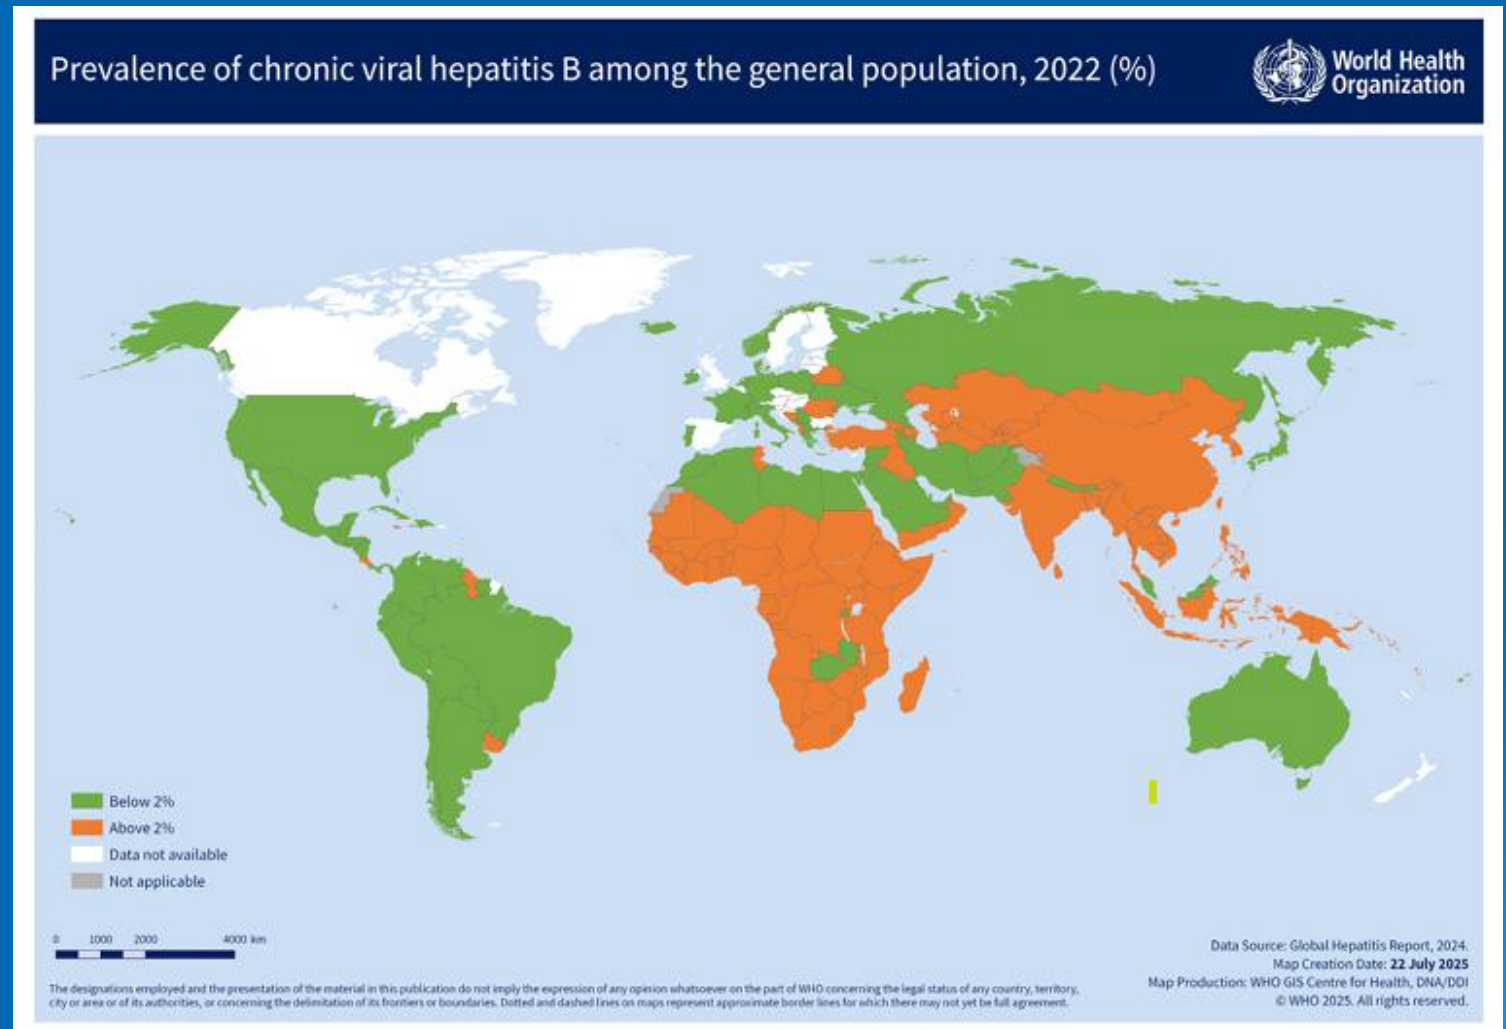 Prevalence of chronic viral hepatitis B among the general population, 2022 (%)
World Health
Organization
Below 2%
Above 2%
Data not available
Not applicable
0 1000 2000 4000 km
Data Source: Global Hepatitis Report, 2024.
Map Creation Date: 22 July 2025
Map Production: WHO GIS Centre for Health, DNA/DDI
© WHO 2025. All rights reserved.
The designations employed and the presentation of the material in this publication do not imply the expression of any opinion whatsoever on the part of WHO concerning the legal status of any country, territory,
city or area or of its authorities, or concerning the delimitation of its frontiers or boundaries. Dotted and dashed lines on maps represent approximate border lines for which there may not yet be full agreement.